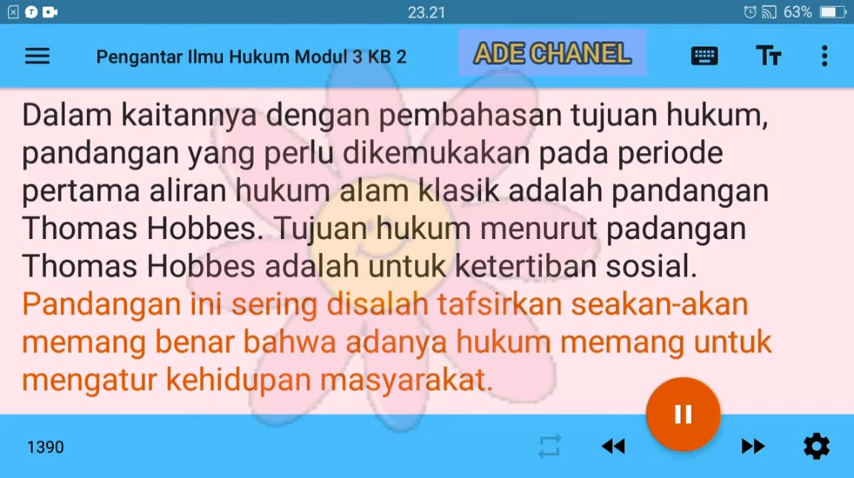 23.21
63%
Pengantar Ilmu Hukum Modul 3 KB 2
ADE CHANEL
Tт
Dalam kaitannya dengan pembahasan tujuan hukum,
pandangan yang perlu dikemukakan pada periode
pertama aliran hukum alam klasik adalah pandangan
Thomas Hobbes. Tujuan hukum menurut padangan
Thomas Hobbes adalah untuk ketertiban sosial.
Pandangan ini sering disalah tafsirkan seakan-akan
memang benar bahwa adanya hukum memang untuk
mengatur kehidupan masyarakat.
1390